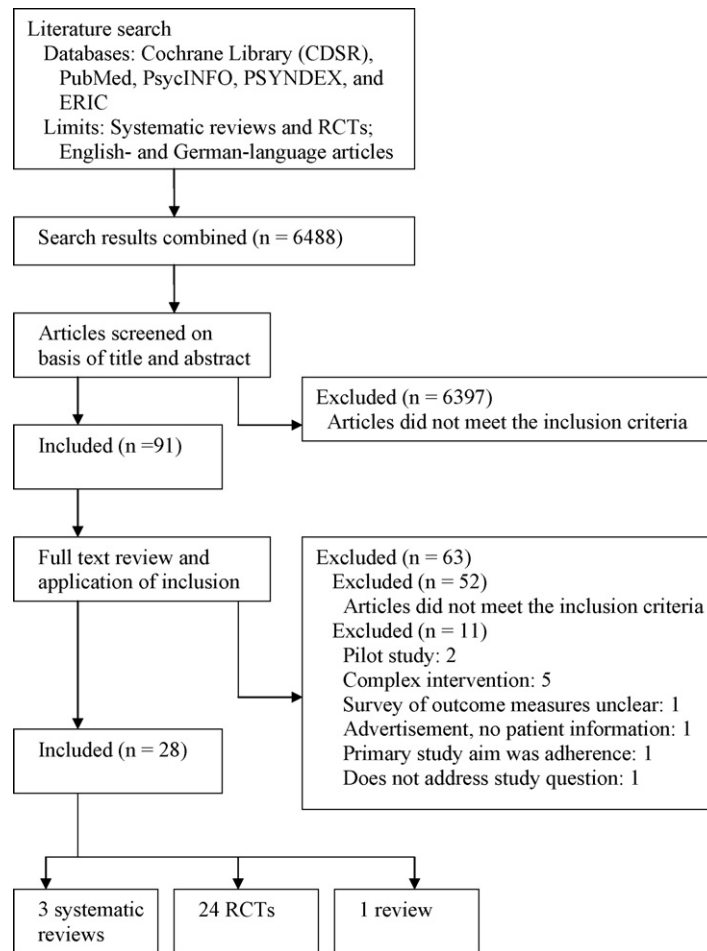 Literature search
Databases: Cochrane Library (CDSR),
PubMed, PsycINFO, PSYNDEX, and
ERIC
Limits: Systematic reviews and RCTs;
English- and German-language articles
Search results combined (n = 6488)
Articles screened on
basis of title and abstract
Excluded (n = 6397)
Articles did not meet the inclusion criteria
Included (n =91)
Full text review and
application of inclusion
Excluded (n = 63)
Excluded (n = 52)
Articles did not meet the inclusion criteria
Excluded (n = 11)
Pilot study: 2
Complex intervention: 5
Survey of outcome measures unclear: 1
Advertisement, no patient information: 1
Primary study aim was adherence: 1
Does not address study question: 1
Included (n = 28)
3 systematic
reviews
24 RCTs
1 review